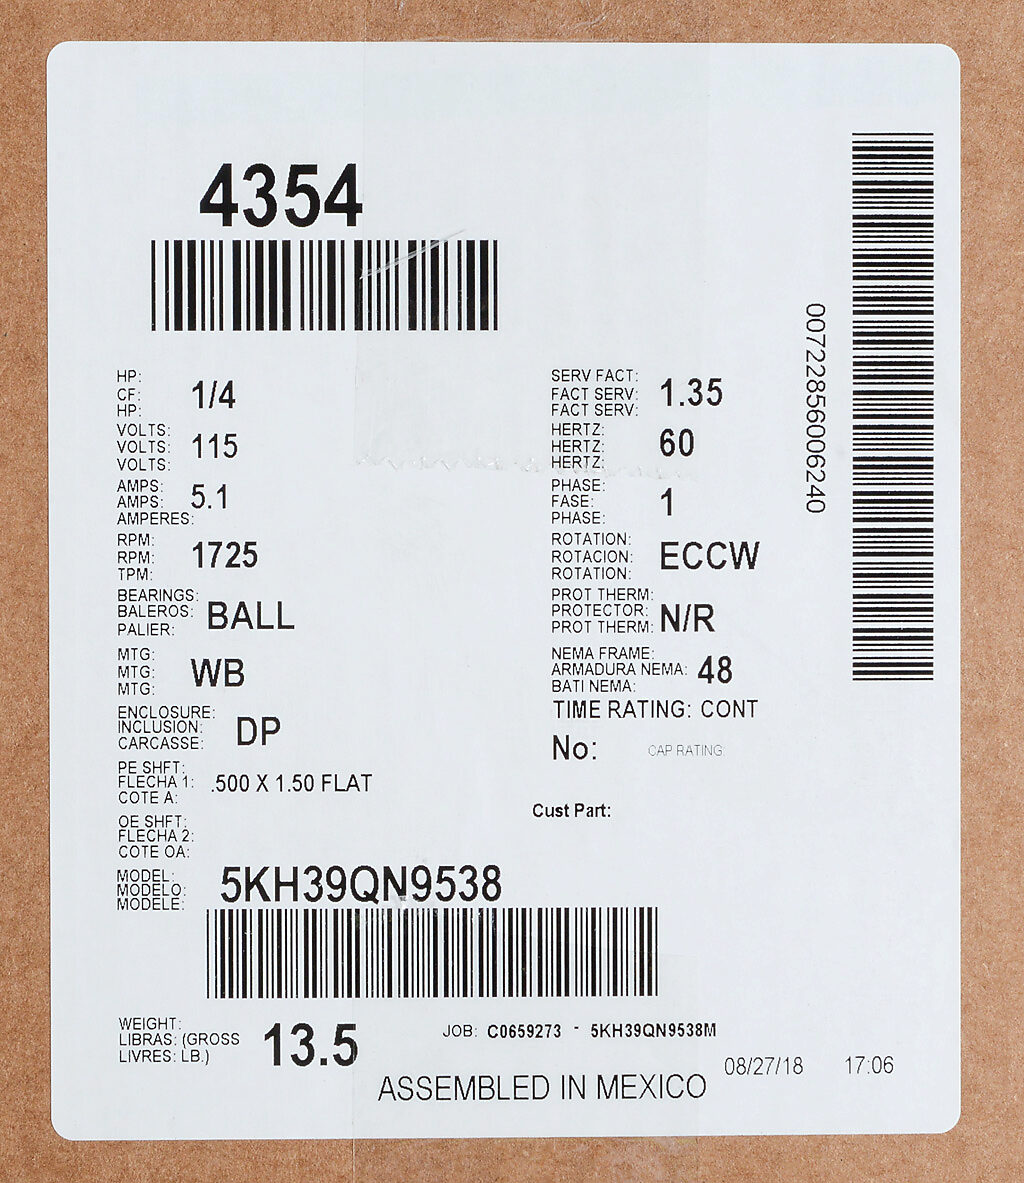 4354
HP:
CF: 1/4
HP:
VOLTS:
VOLTS: 115
VOLTS:
AMPS:
AMPS: 5.1
AMPERES:
RPM:
RPM: 1725
TPM:
BEARINGS:
BALEROS: BALL
PALIER:
MTG:
MTG: WB
MTG:
ENCLOSURE:
INCLUSION: DP
CARCASSE:
PE SHFT:
FLECHA 1: .500 X 1.50 FLAT
COTE A:
OE SHFT:
FLECHA 2:
COTE OA:
SERV FACT:
FACT SERV: 1.35
FACT SERV:
HERTZ:
HERTZ: 60
HERTZ:
PHASE:
FASE: 1
PHASE:
ROTATION:
ROTACION: ECCW
ROTATION:
PROT THERM:
PROTECTOR: N/R
PROT THERM:
NEMA FRAME:
ARMADURA NEMA: 48
BATI NEMA:
TIME RATING: CONT
No: CAP RATING
Cust Part:
00722856006240
MODEL:
MODELO: 5KH39QN9538
MODELE:
WEIGHT:
LIBRAS: (GROSS 13.5
LIVRES: LB.)
JOB: C0659273 - 5KH39QN9538M
08/27/18 17:06
ASSEMBLED IN MEXICO